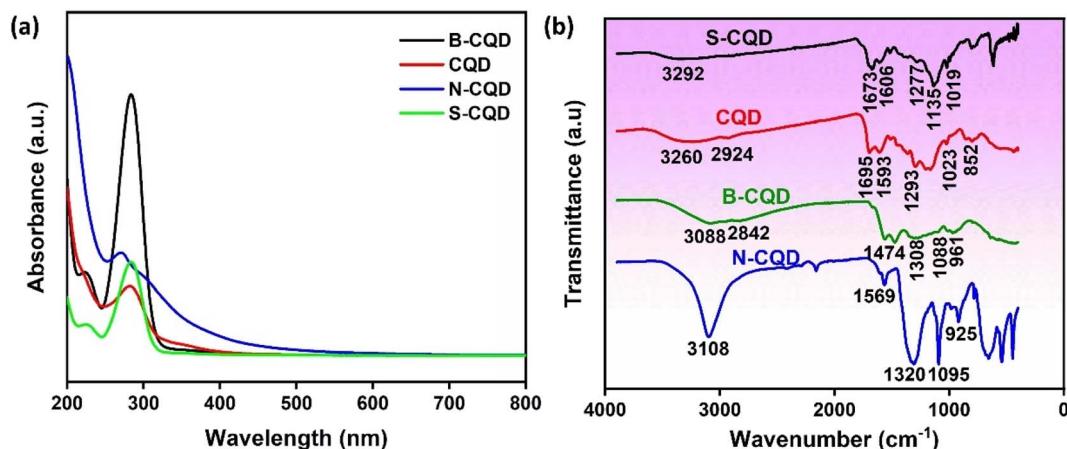 (a)
B-CQD
CQD
N-CQD
S-CQD
Absorbance (a.u.)
200 300 400 500 600 700 800
Wavelength (nm)
(b)
S-CQD
3292
1673
1606
1277
1135
1019
CQD
3260 2924
1695
1593
1293
1023
852
B-CQD
3088 2842
1474
1308
1088
961
N-CQD
1569
3108
925
1320 1095
Transmittance (a.u)
4000 3000 2000 1000 0
Wavenumber (cm⁻¹)